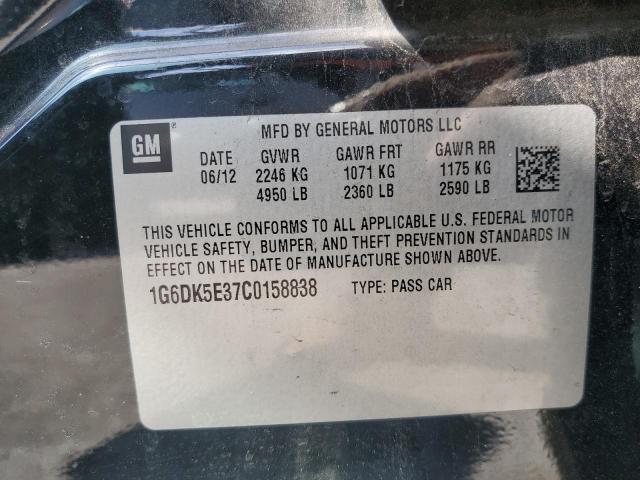 GM
MFD BY GENERAL MOTORS LLC
DATE GVWR GAWR FRT GAWR RR
06/12 2246 KG 1071 KG 1175 KG
4950 LB 2360 LB 2590 LB
THIS VEHICLE CONFORMS TO ALL APPLICABLE U.S. FEDERAL MOTOR
VEHICLE SAFETY, BUMPER, AND THEFT PREVENTION STANDARDS IN
EFFECT ON THE DATE OF MANUFACTURE SHOWN ABOVE.
1G6DK5E37C0158838 TYPE: PASS CAR